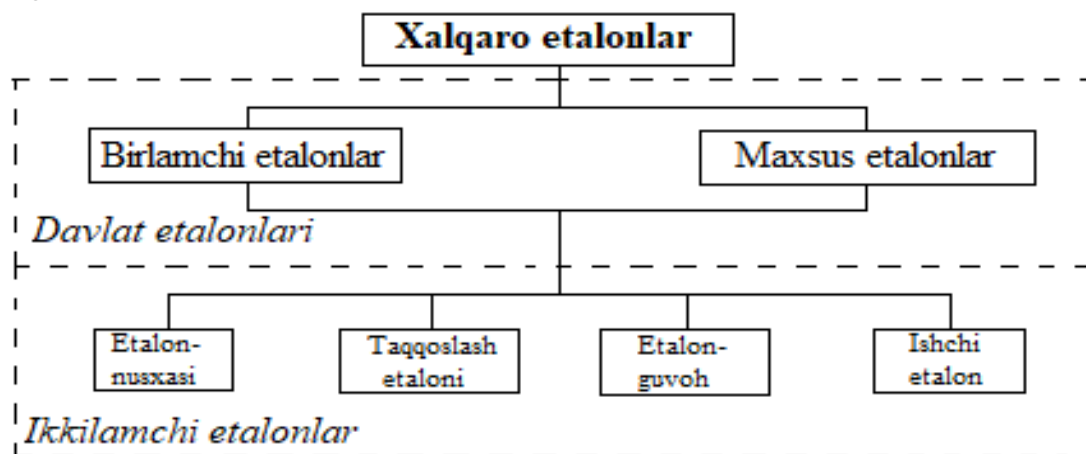 Xalqaro etalonlar
Birlamchi etalonlar
Maxsus etalonlar
Davlat etalonlari
Etalon-
nusxasi
Taqqoslash
etaloni
Etalon-
guvoh
Ishchi
etalon
Ikkilamchi etalonlar